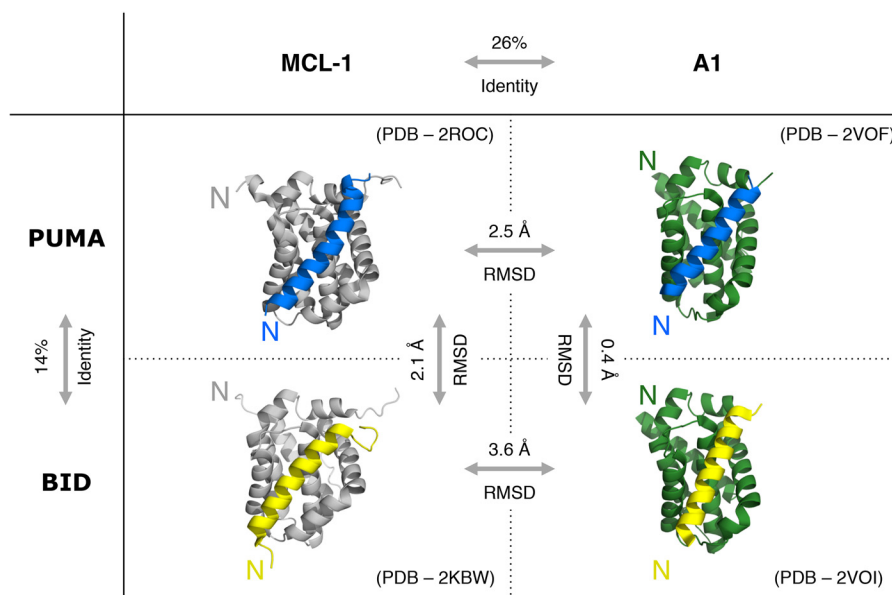 MCL-1
26%
Identity
A1
(PDB – 2ROC)
(PDB – 2VOF)
N
N
PUMA
2.5 Å
RMSD
N
N
14%
Identity
2.1 Å
RMSD
RMSD
0.4 Å
N
N
BID
3.6 Å
RMSD
N
N
(PDB – 2KBW)
(PDB – 2VOI)